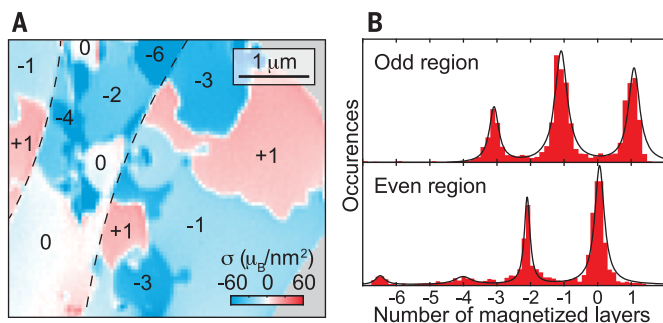 A
0
-1
-6
1 μm
-3
-2
-4
+1
0
+1
0
-1
+1
-3
σ (μB/nm²)
-60 0 60
B
Odd region
Even region
Occurences
-6 -5 -4 -3 -2 -1 0 1
Number of magnetized layers